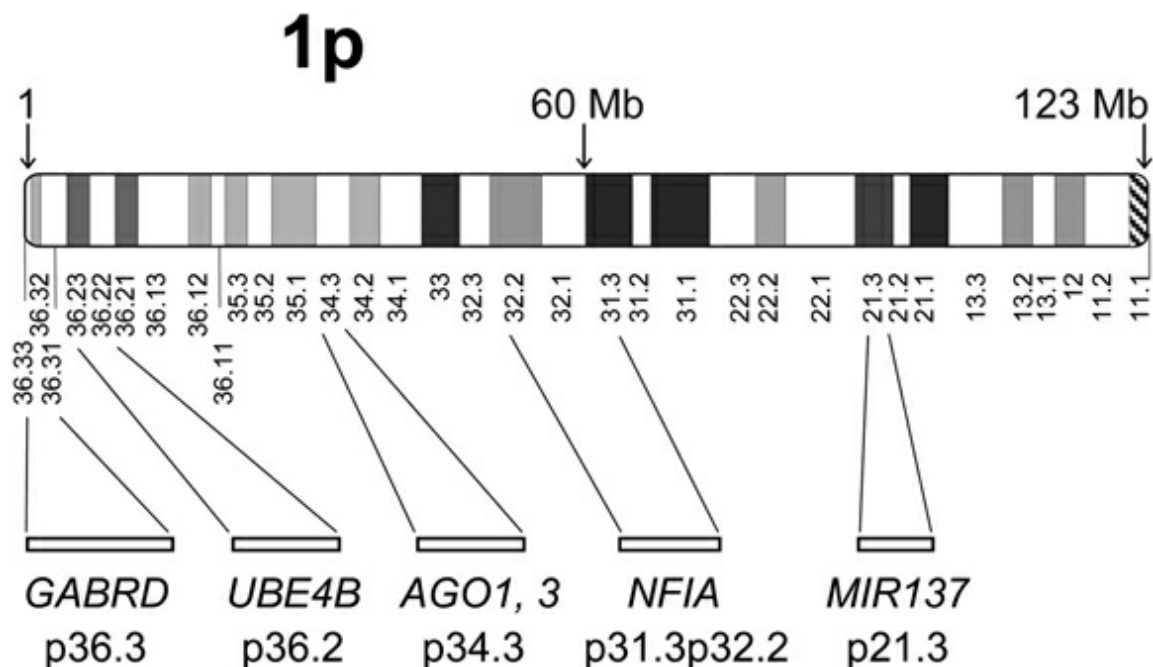 1p
1 60 Mb 123 Mb
36.33 36.32 36.31 36.23 36.22 36.21 36.13 36.12 36.11 35.3 35.2 35.1 34.3 34.2 34.1 33 32.3 32.2 32.1 31.3 31.2 31.1 22.3 22.2 22.1 21.3 21.2 21.1 13.3 13.2 13.1 12 11.2 11.1
GABRD UBE4B AGO1, 3 NFIA MIR137
p36.3 p36.2 p34.3 p31.3p32.2 p21.3